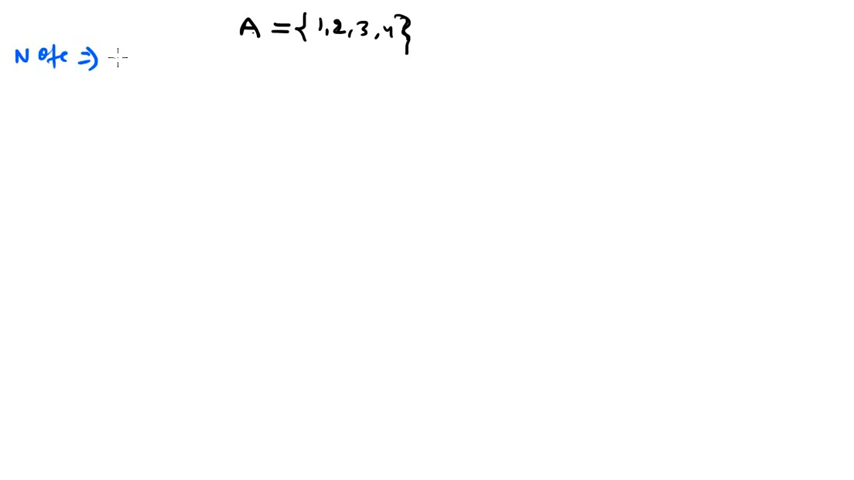 A = {1,2,3,4}
Note ⇒